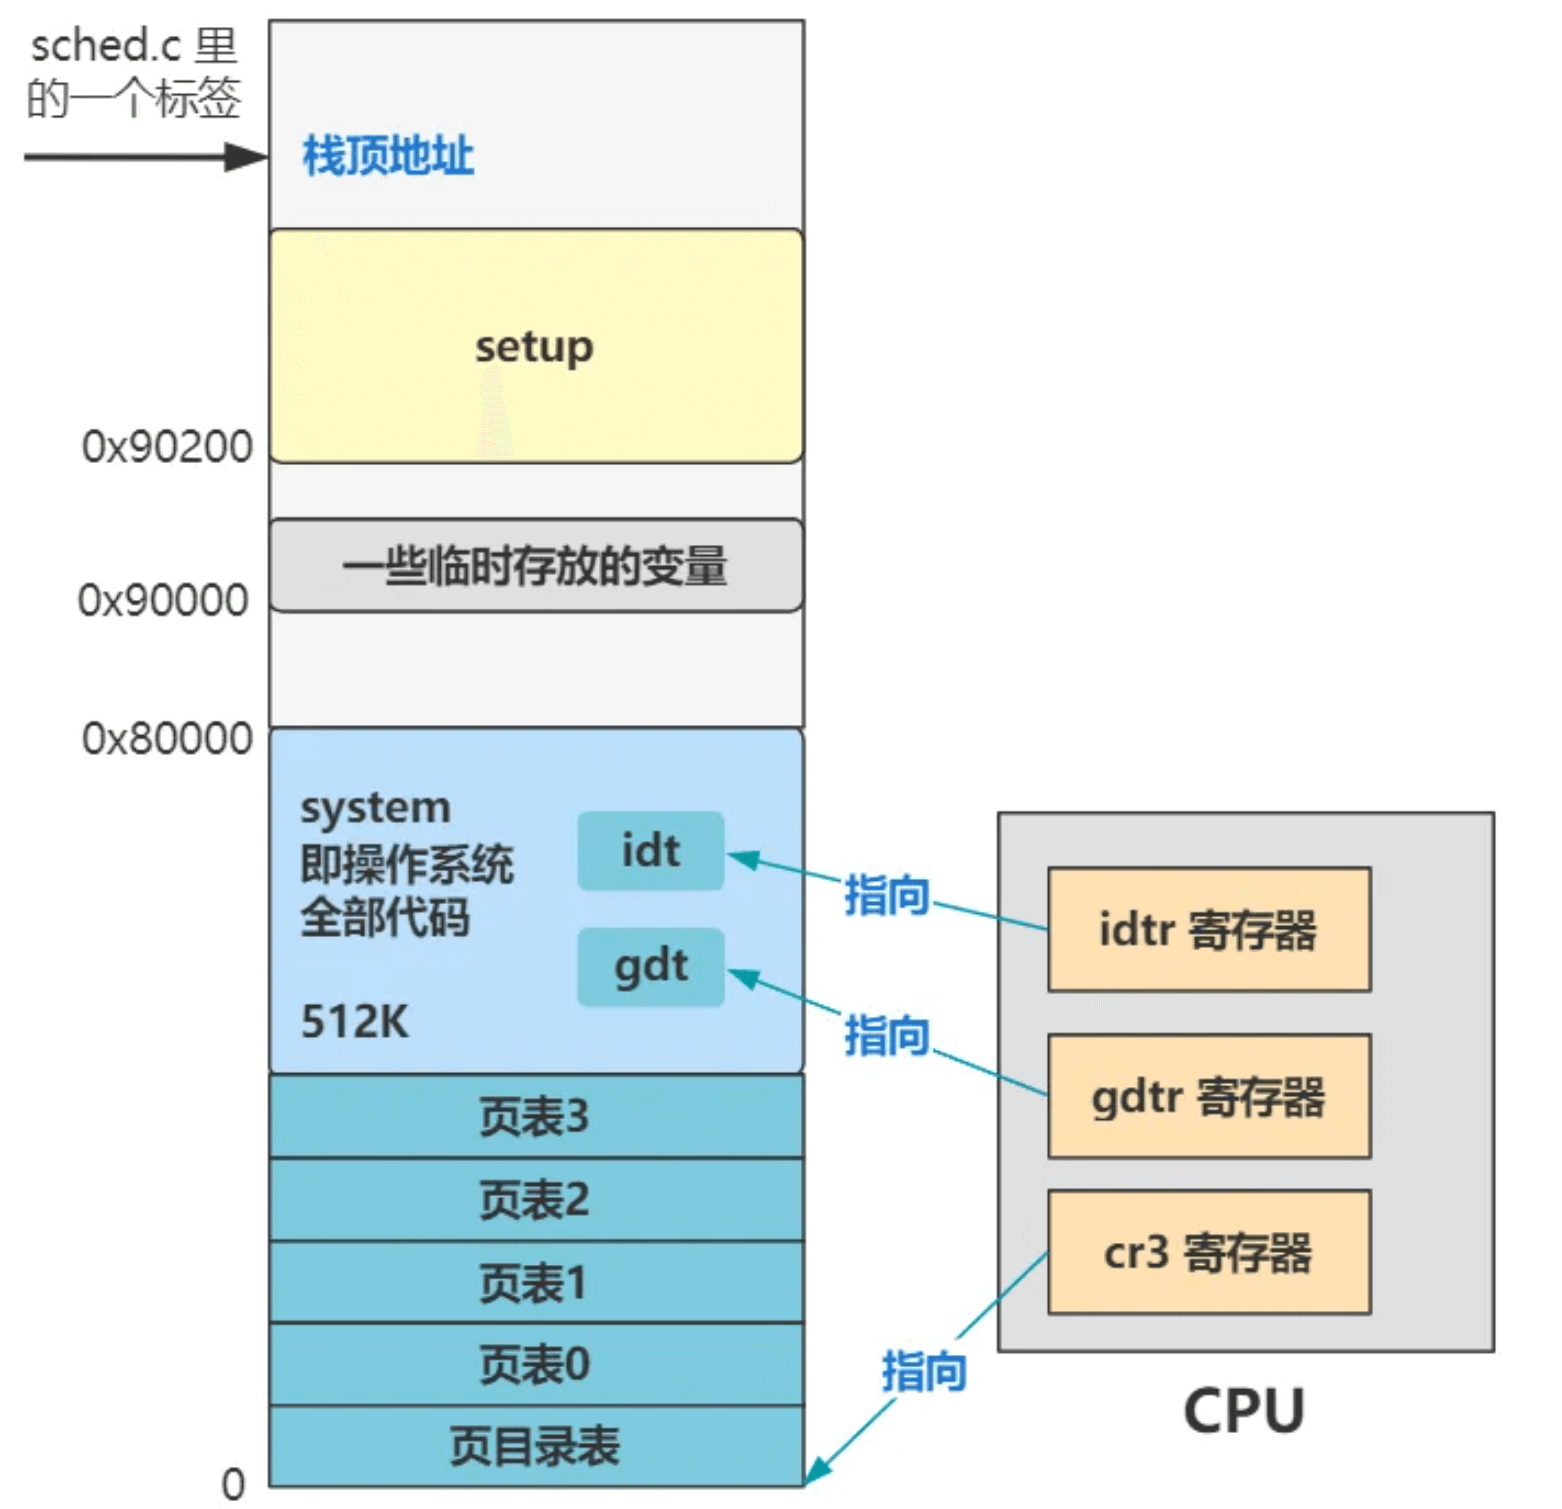 sched.c 里
的一个标签
栈顶地址
setup
0x90200
一些临时存放的变量
0x90000
0x80000
system
即操作系统
全部代码
512K
idt
gdt
指向
指向
idtr 寄存器
gdtr 寄存器
cr3 寄存器
指向
CPU
页表3
页表2
页表1
页表0
页目录表
0